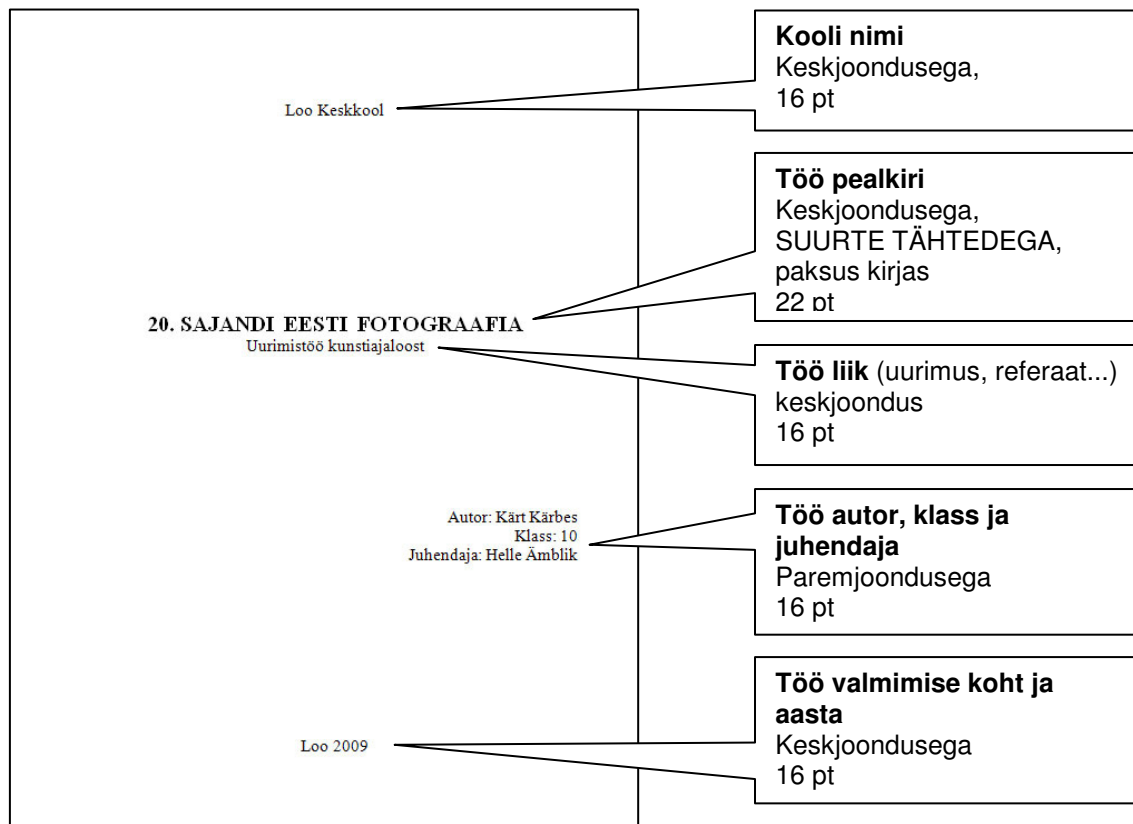 Loo Keskkool
Kooli nimi
Keskjoondusega,
16 pt
20. SAJANDI EESTI FOTOGRAAFIA
Uurimistöö kunstiajaloost
Töö pealkiri
Keskjoondusega,
SUURTE TÄHTEDEGA,
paksus kirjas
22 pt
Töö liik (uurimus, referaat...)
keskjoondus
16 pt
Autor: Kärt Kärbes
Klass: 10
Juhendaja: Helle Ämblik
Töö autor, klass ja
juhendaja
Paremjoondusega
16 pt
Loo 2009
Töö valmimise koht ja
aasta
Keskjoondusega
16 pt